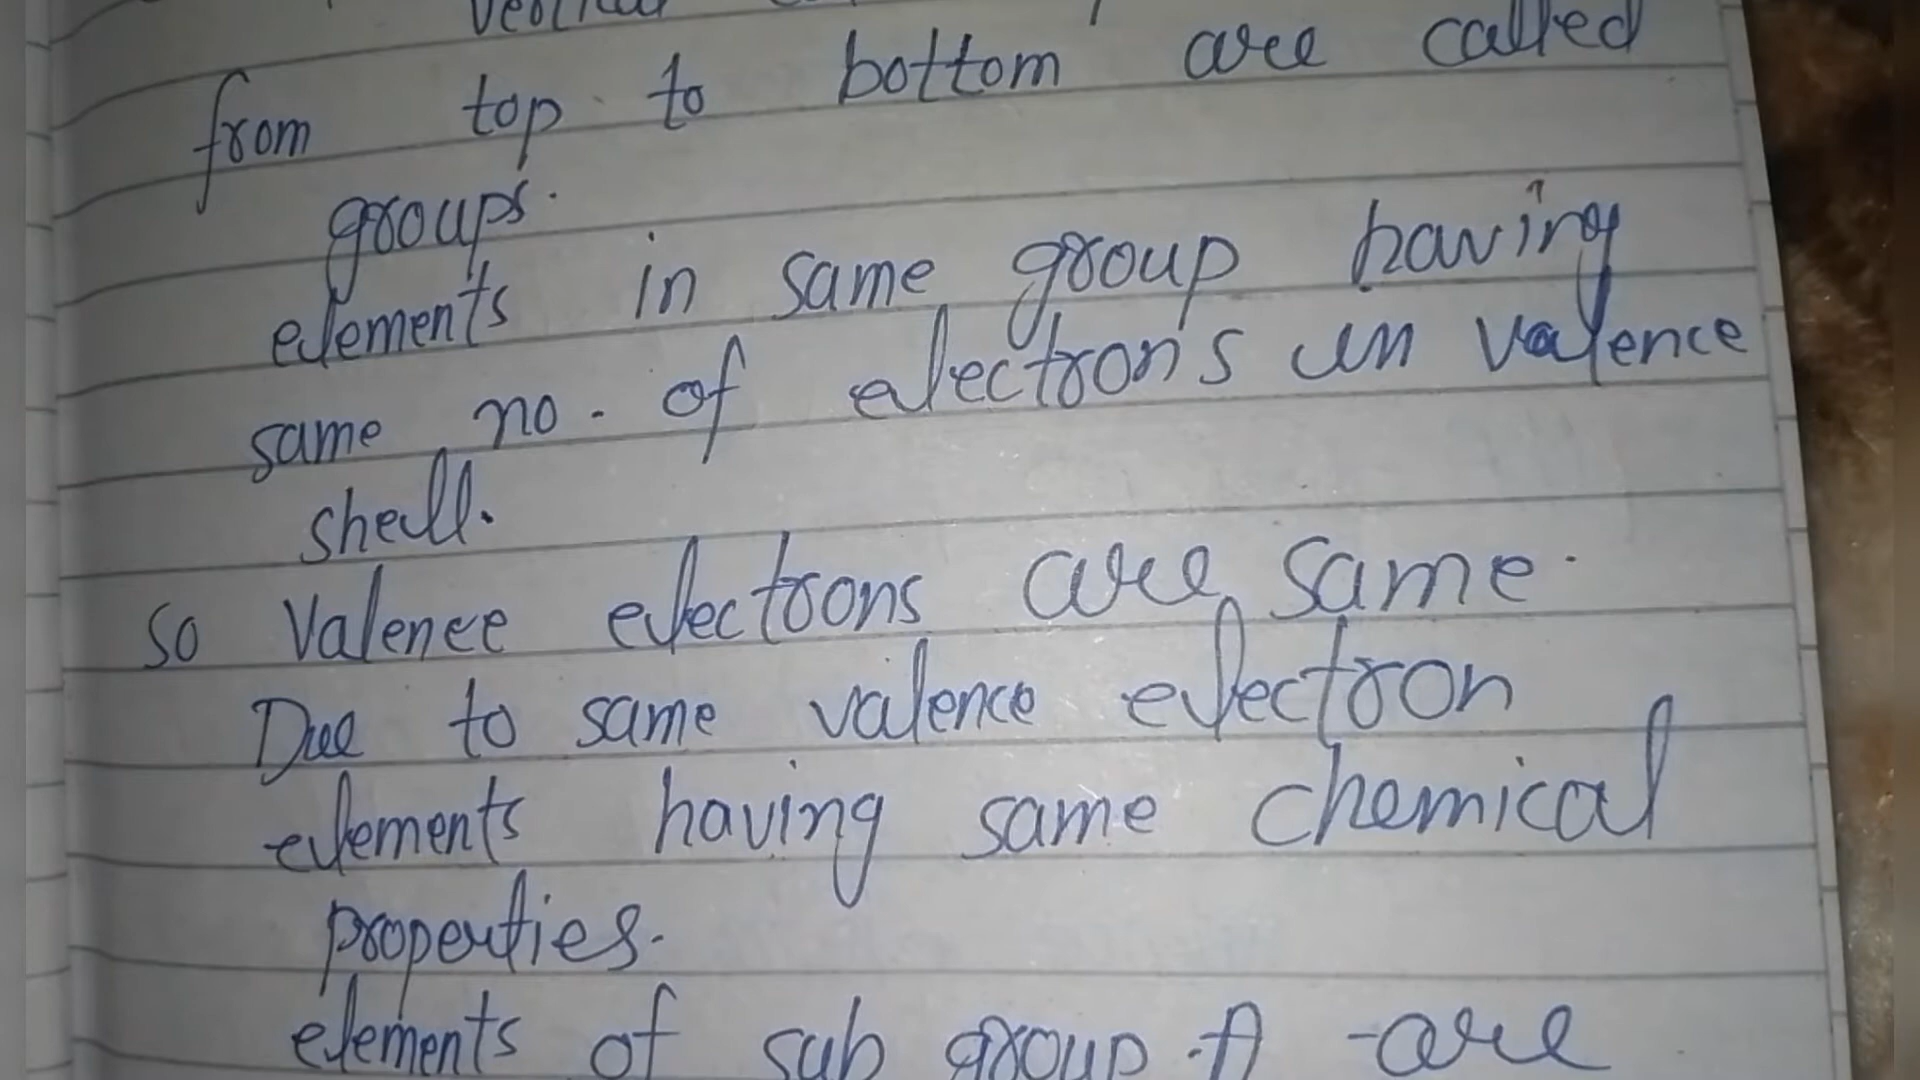 vertical
from top to bottom are called
groups.
elements in same group having
same no. of electrons in valence
shell.
so valence electrons are same.
Due to same valence electron
elements having same chemical
properties.
elements of sub group A are